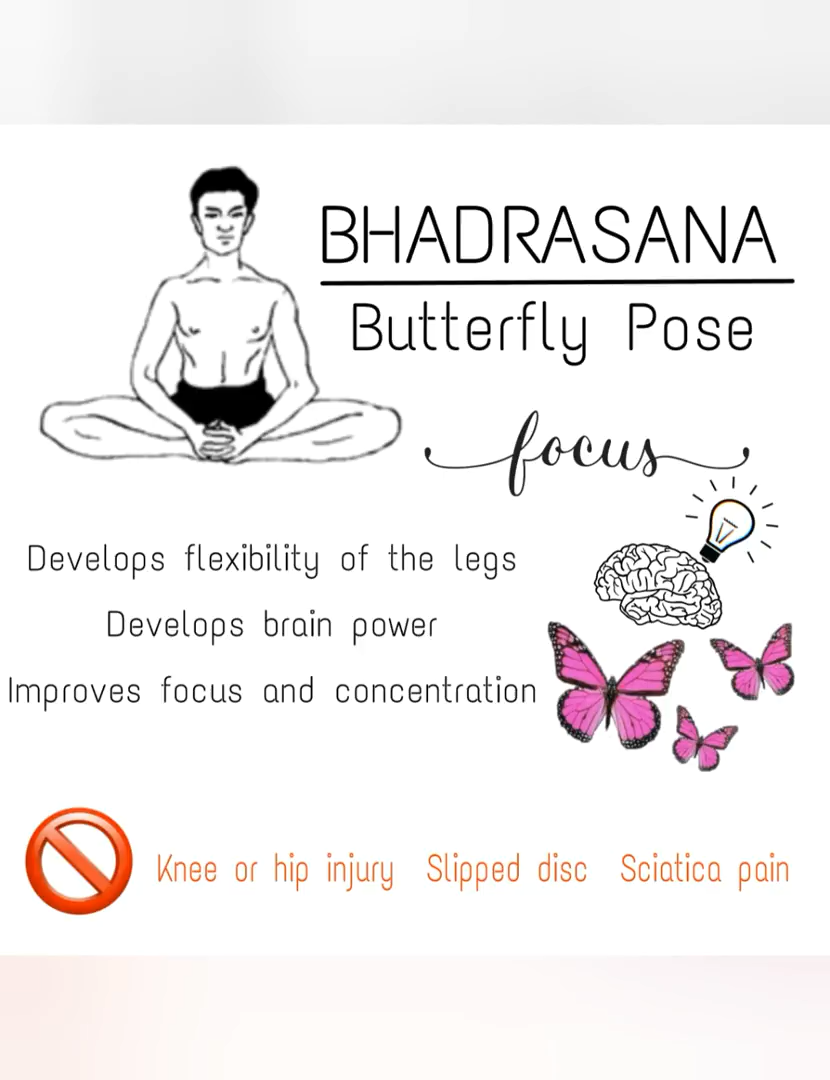 BHADRASANA
Butterfly Pose
focus
Develops flexibility of the legs
Develops brain power
Improves focus and concentration
Knee or hip injury Slipped disc Sciatica pain